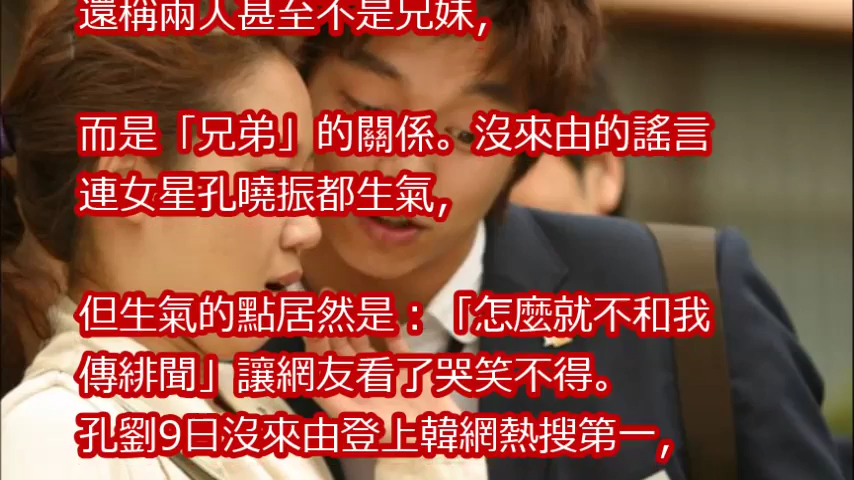 還稱兩人甚至不是兄妹，
而是「兄弟」的關係。沒來由的謠言
連女星孔曉振都生氣，
但生氣的點居然是：「怎麼就不和我
傳緋聞」讓網友看了哭笑不得。
孔劉9日沒來由登上韓網熱搜第一，